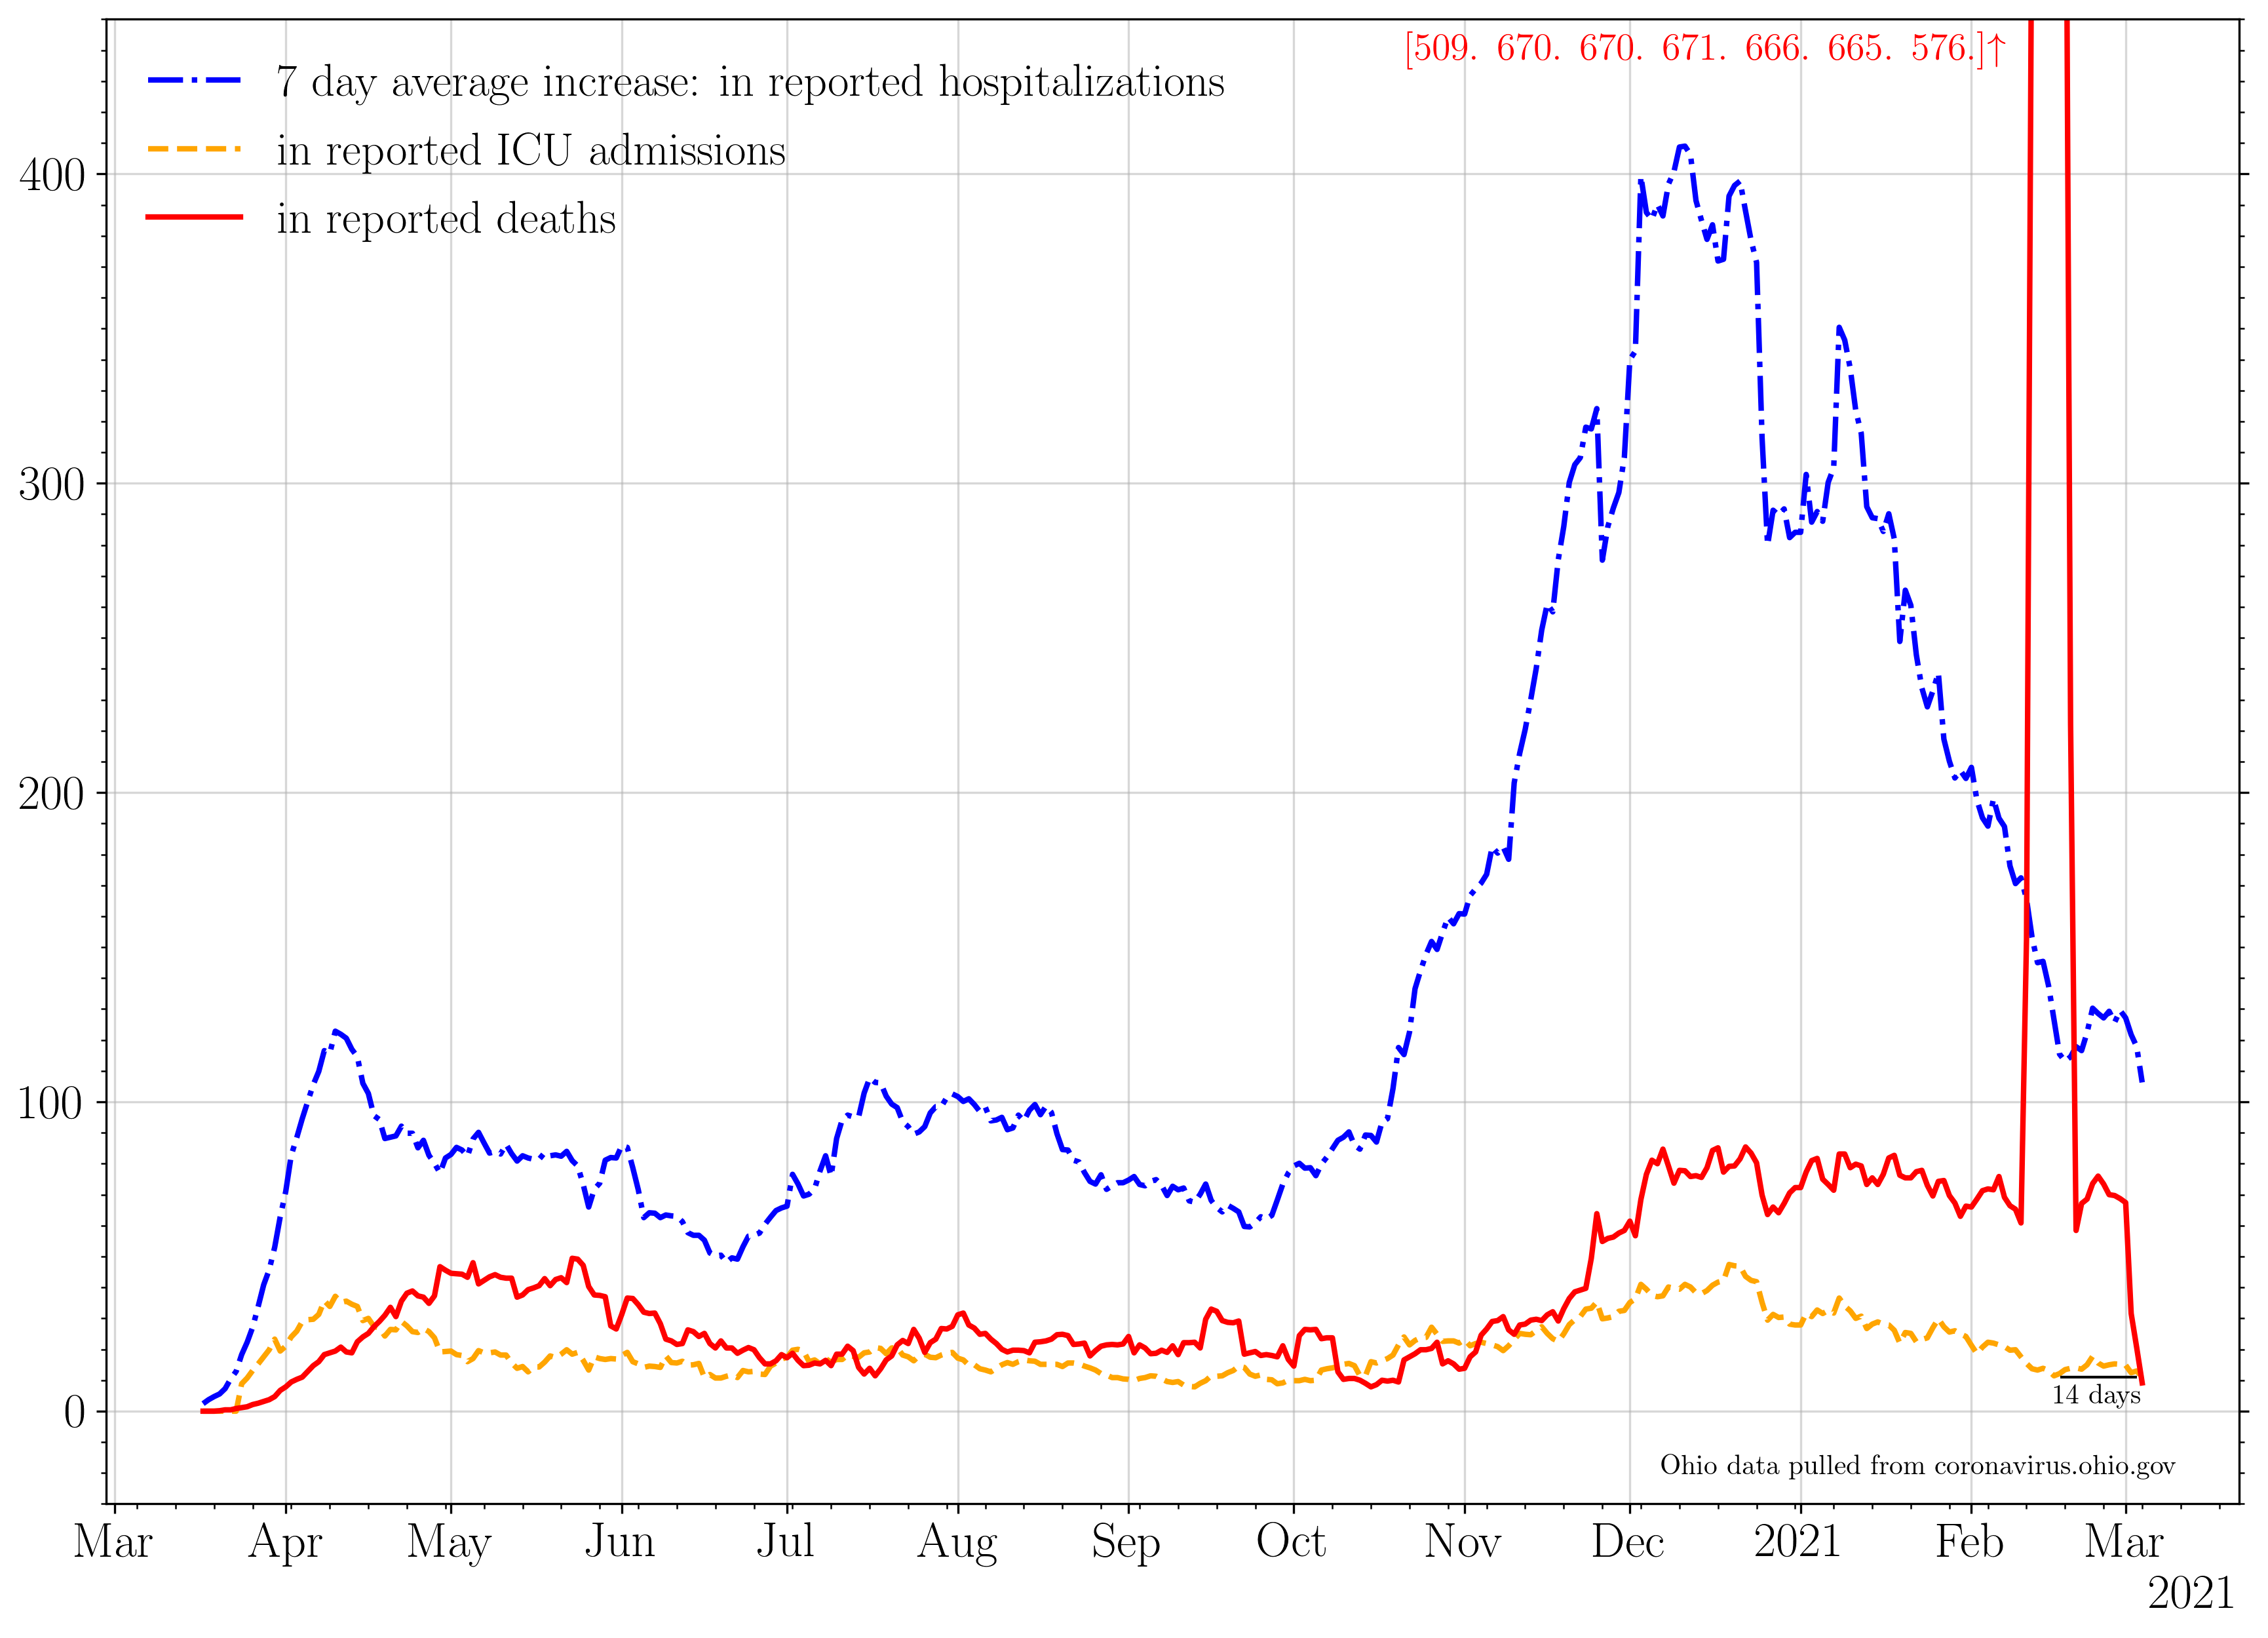 [509. 670. 670. 671. 666. 665. 576.]↑
7 day average increase: in reported hospitalizations
in reported ICU admissions
in reported deaths
400
300
200
100
0
14 days
Ohio data pulled from coronavirus.ohio.gov
Mar Apr May Jun Jul Aug Sep Oct Nov Dec 2021 Feb Mar
2021